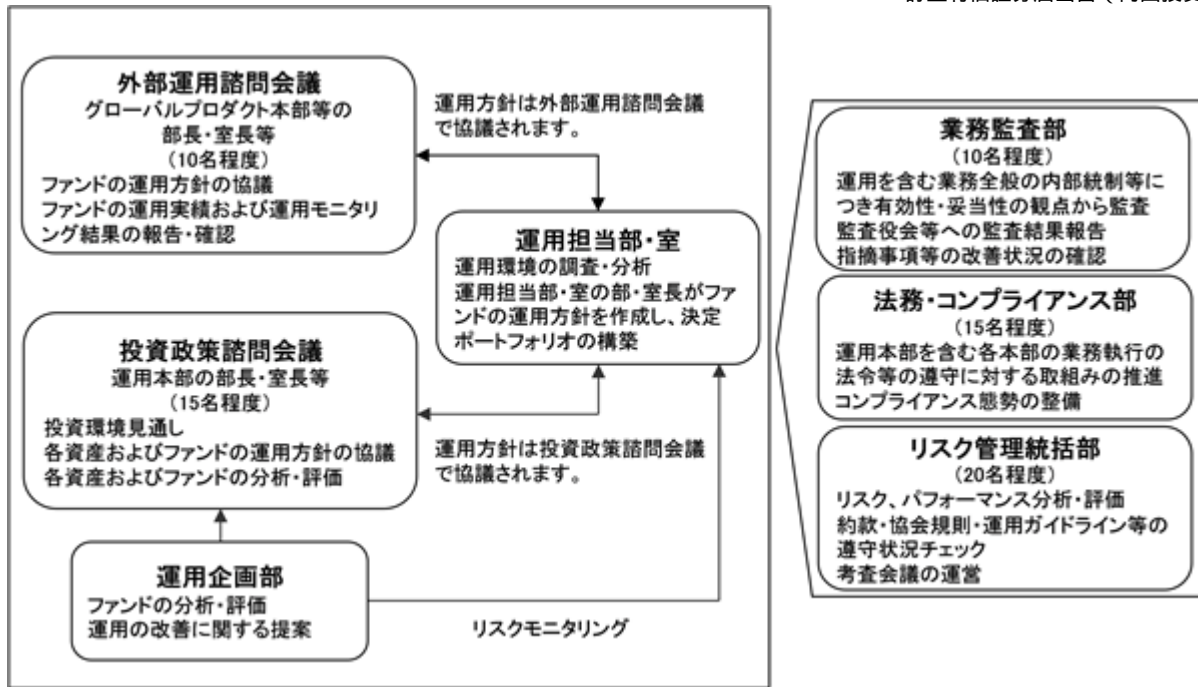 外部運用諮問会議
グローバルプロダクト本部等の
部長・室長等
(10名程度)
ファンドの運用方針の協議
ファンドの運用実績および運用モニタリ
ング結果の報告・確認
運用方針は外部運用諮問会議
で協議されます。
運用担当部・室
運用環境の調査・分析
運用担当部・室の部・室長がファ
ンドの運用方針を作成し、決定
ポートフォリオの構築
投資政策諮問会議
運用本部の部長・室長等
(15名程度)
投資環境見通し
各資産およびファンドの運用方針の協議
各資産およびファンドの分析・評価
運用方針は投資政策諮問会議
で協議されます。
運用企画部
ファンドの分析・評価
運用の改善に関する提案
リスクモニタリング
業務監査部
(10名程度)
運用を含む業務全般の内部統制等に
つき有効性・妥当性の観点から監査
監査役会等への監査結果報告
指摘事項等の改善状況の確認
法務・コンプライアンス部
(15名程度)
運用本部を含む各本部の業務執行の
法令等の遵守に対する取組みの推進
コンプライアンス態勢の整備
リスク管理統括部
(20名程度)
リスク、パフォーマンス分析・評価
約款・協会規則・運用ガイドライン等の
遵守状況チェック
考査会議の運営